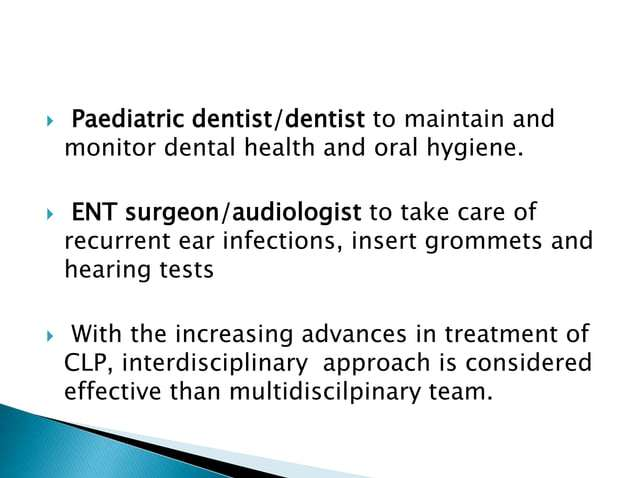 Paediatric dentist/dentist to maintain and
monitor dental health and oral hygiene.
ENT surgeon/audiologist to take care of
recurrent ear infections, insert grommets and
hearing tests
With the increasing advances in treatment of
CLP, interdisciplinary approach is considered
effective than multidiscilpinary team.